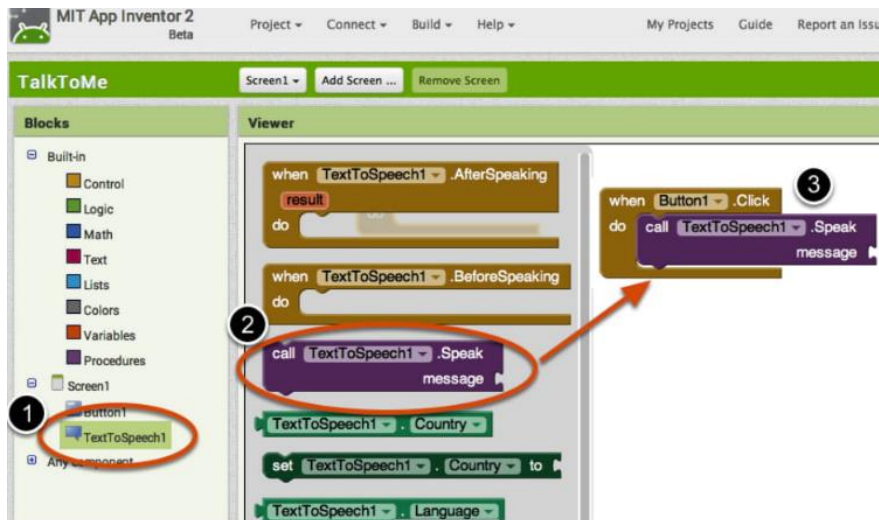 MIT App Inventor 2
Beta
Project Connect Build Help My Projects Guide Report an Issu
TalkToMe Screen1 Add Screen ... Remove Screen
Blocks
Built-in
Control
Logic
Math
Text
Lists
Colors
Variables
Procedures
Screen1
1
Button1
TextToSpeech1
Any component
Viewer
when TextToSpeech1 .AfterSpeaking
result
do
do
when TextToSpeech1 .BeforeSpeaking
do
2
call TextToSpeech1 .Speak
message
TextToSpeech1 . Country
set TextToSpeech1 . Country to
TextToSpeech1 . Language
3
when Button1 .Click
do call TextToSpeech1 .Speak
message